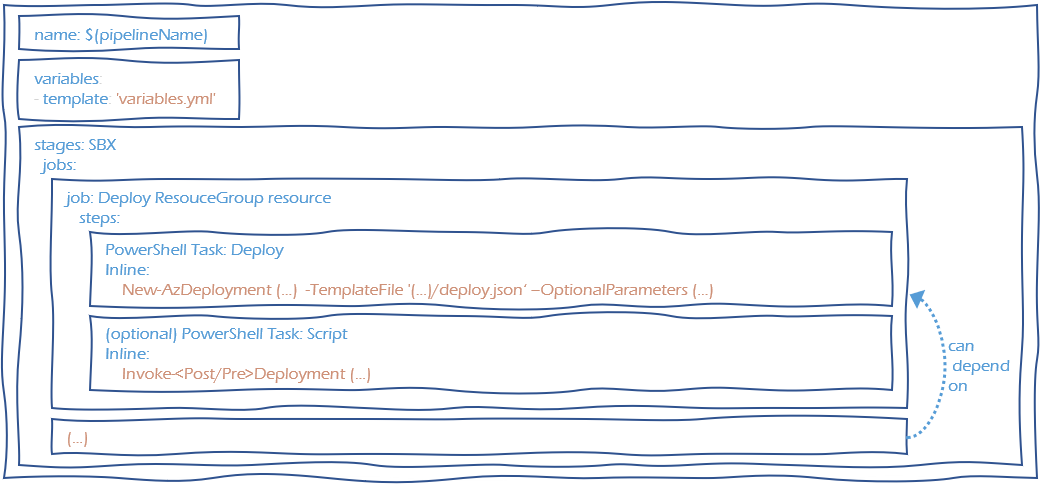 name: $(pipelineName)
variables:
- template: 'variables.yml'
stages: SBX
jobs:
job: Deploy ResouceGroup resource
steps:
PowerShell Task: Deploy
Inline:
New-AzDeployment (...) -TemplateFile '(...)/deploy.json' –OptionalParameters (...)
(optional) PowerShell Task: Script
Inline:
Invoke-<Post/Pre>Deployment (...)
can
depend
on
(...)